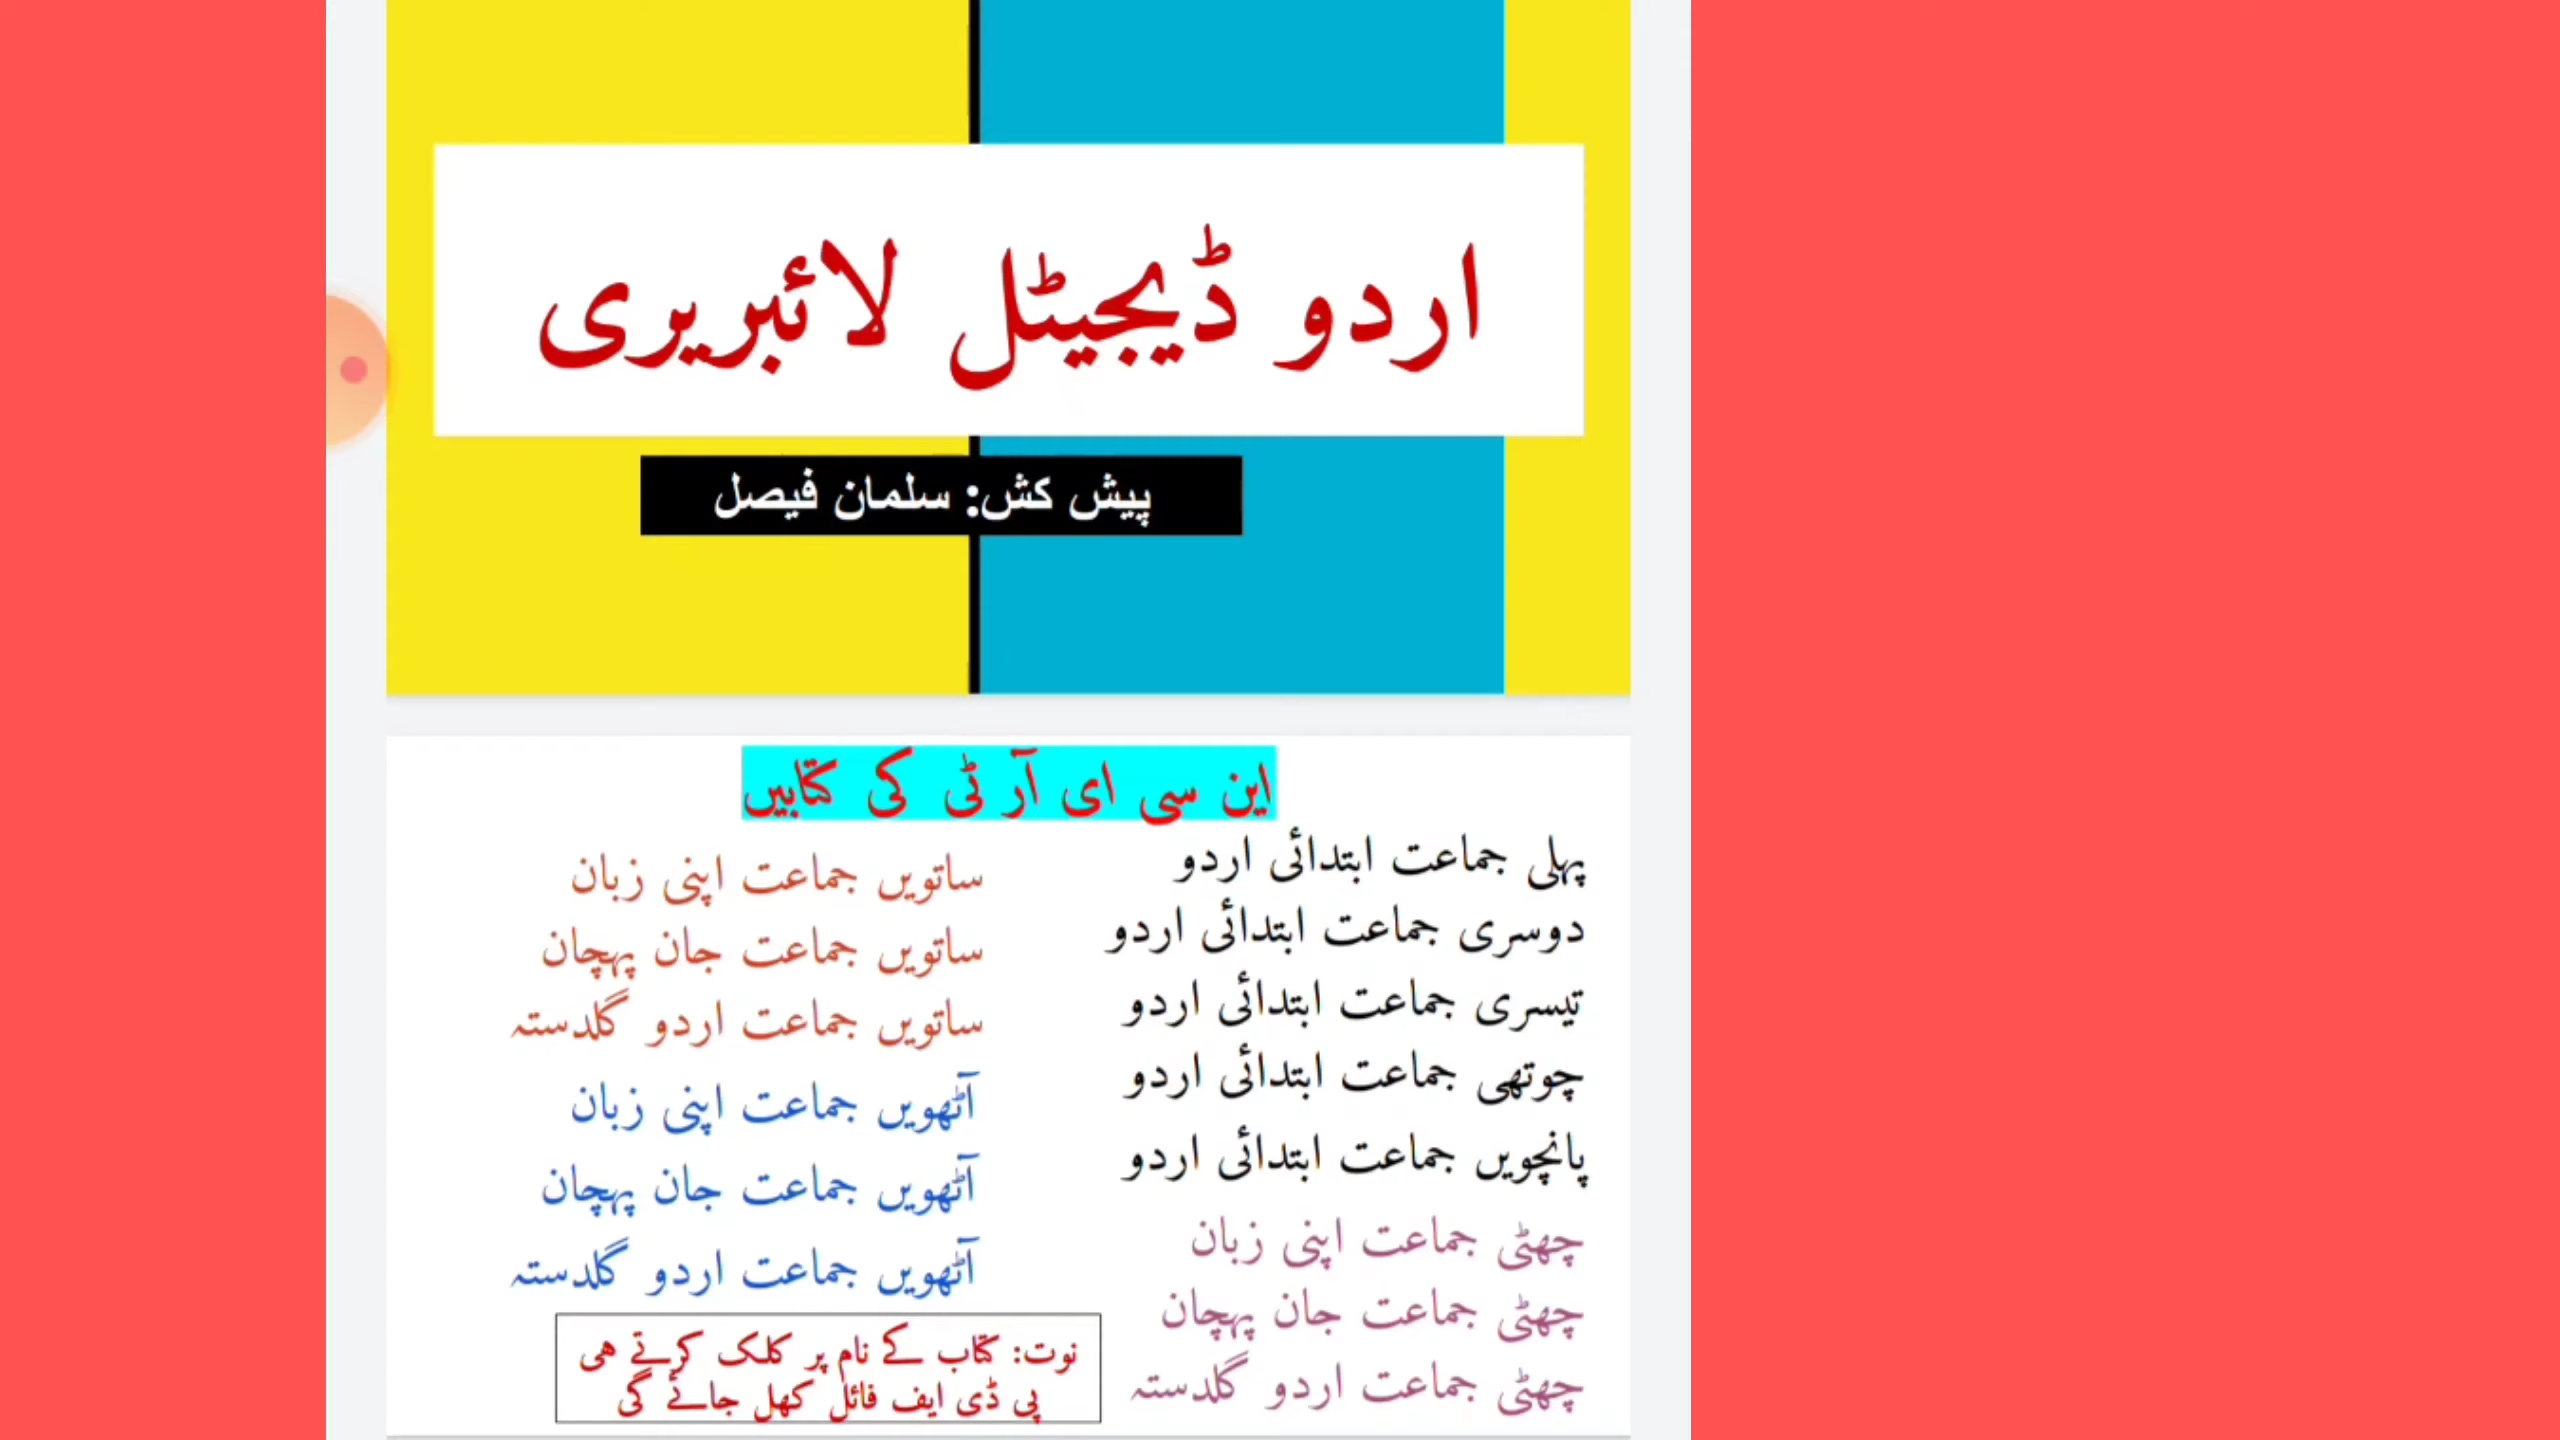 اردو ڈیجیٹل لائبریری
پیش کش: سلمان فیصل
این سی ای آر ٹی کی کتابیں
پہلی جماعت ابتدائی اردو
دوسری جماعت ابتدائی اردو
تیسری جماعت ابتدائی اردو
چوتھی جماعت ابتدائی اردو
پانچویں جماعت ابتدائی اردو
چھٹی جماعت اپنی زبان
چھٹی جماعت جان پہچان
چھٹی جماعت اردو گلدستہ
ساتویں جماعت اپنی زبان
ساتویں جماعت جان پہچان
ساتویں جماعت اردو گلدستہ
آٹھویں جماعت اپنی زبان
آٹھویں جماعت جان پہچان
آٹھویں جماعت اردو گلدستہ
نوت: کتاب کے نام پر کلک کرتے ہی
پی ڈی ایف فائل کھل جائے گی